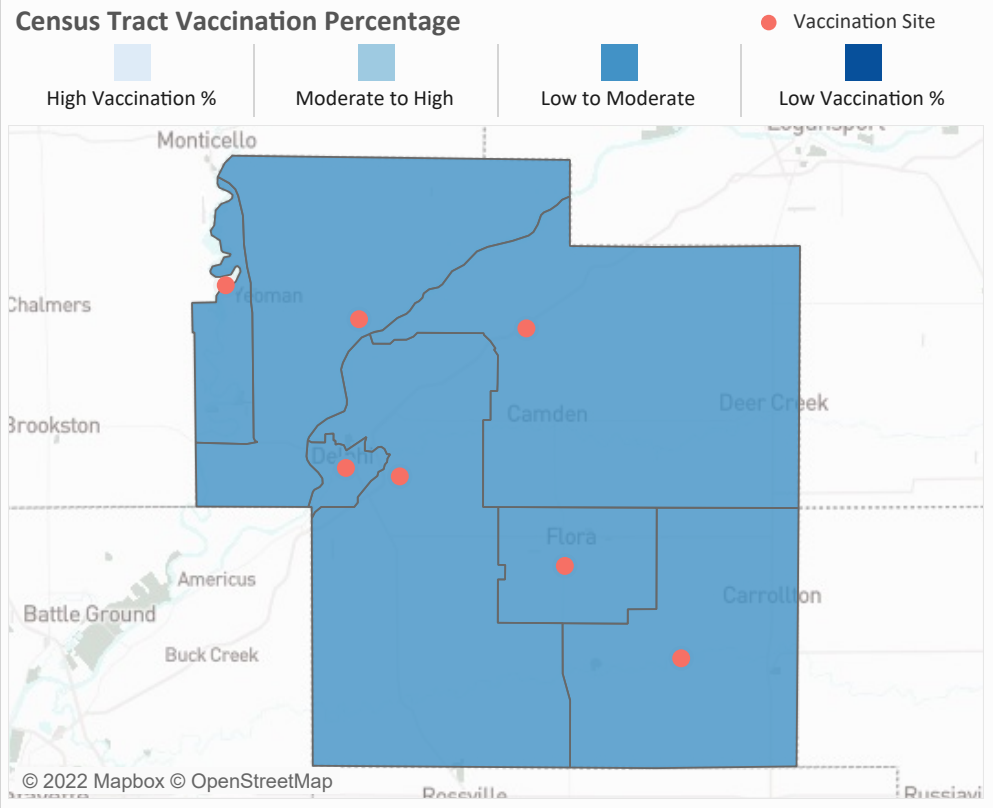 Census Tract Vaccination Percentage
Vaccination Site
High Vaccination %
Moderate to High
Low to Moderate
Low Vaccination %
Monticello
Logansport
Yeoman
Chalmers
Deer Creek
Camden
Brookston
Delphi
Flora
Americus
Carrollton
Battle Ground
Buck Creek
© 2022 Mapbox © OpenStreetMap
Rossville